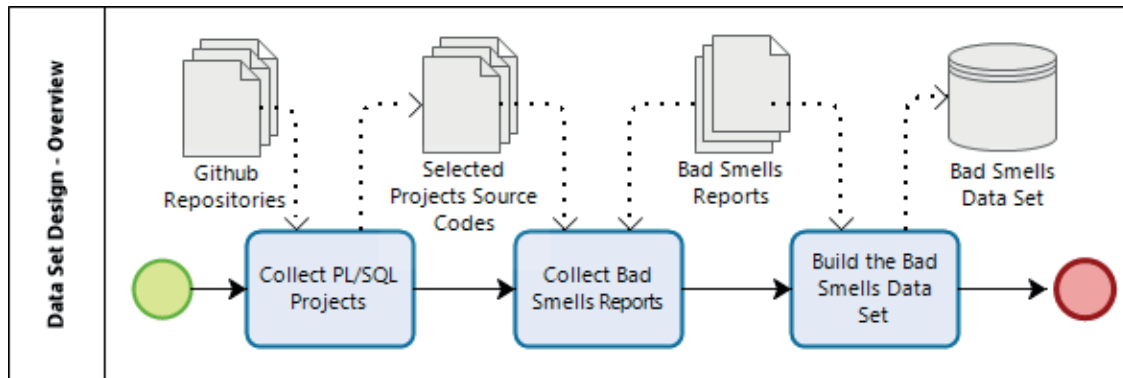 Data Set Design - Overview
Github
Repositories
Selected
Projects Source
Codes
Bad Smells
Reports
Bad Smells
Data Set
Collect PL/SQL
Projects
Collect Bad
Smells Reports
Build the Bad
Smells Data
Set